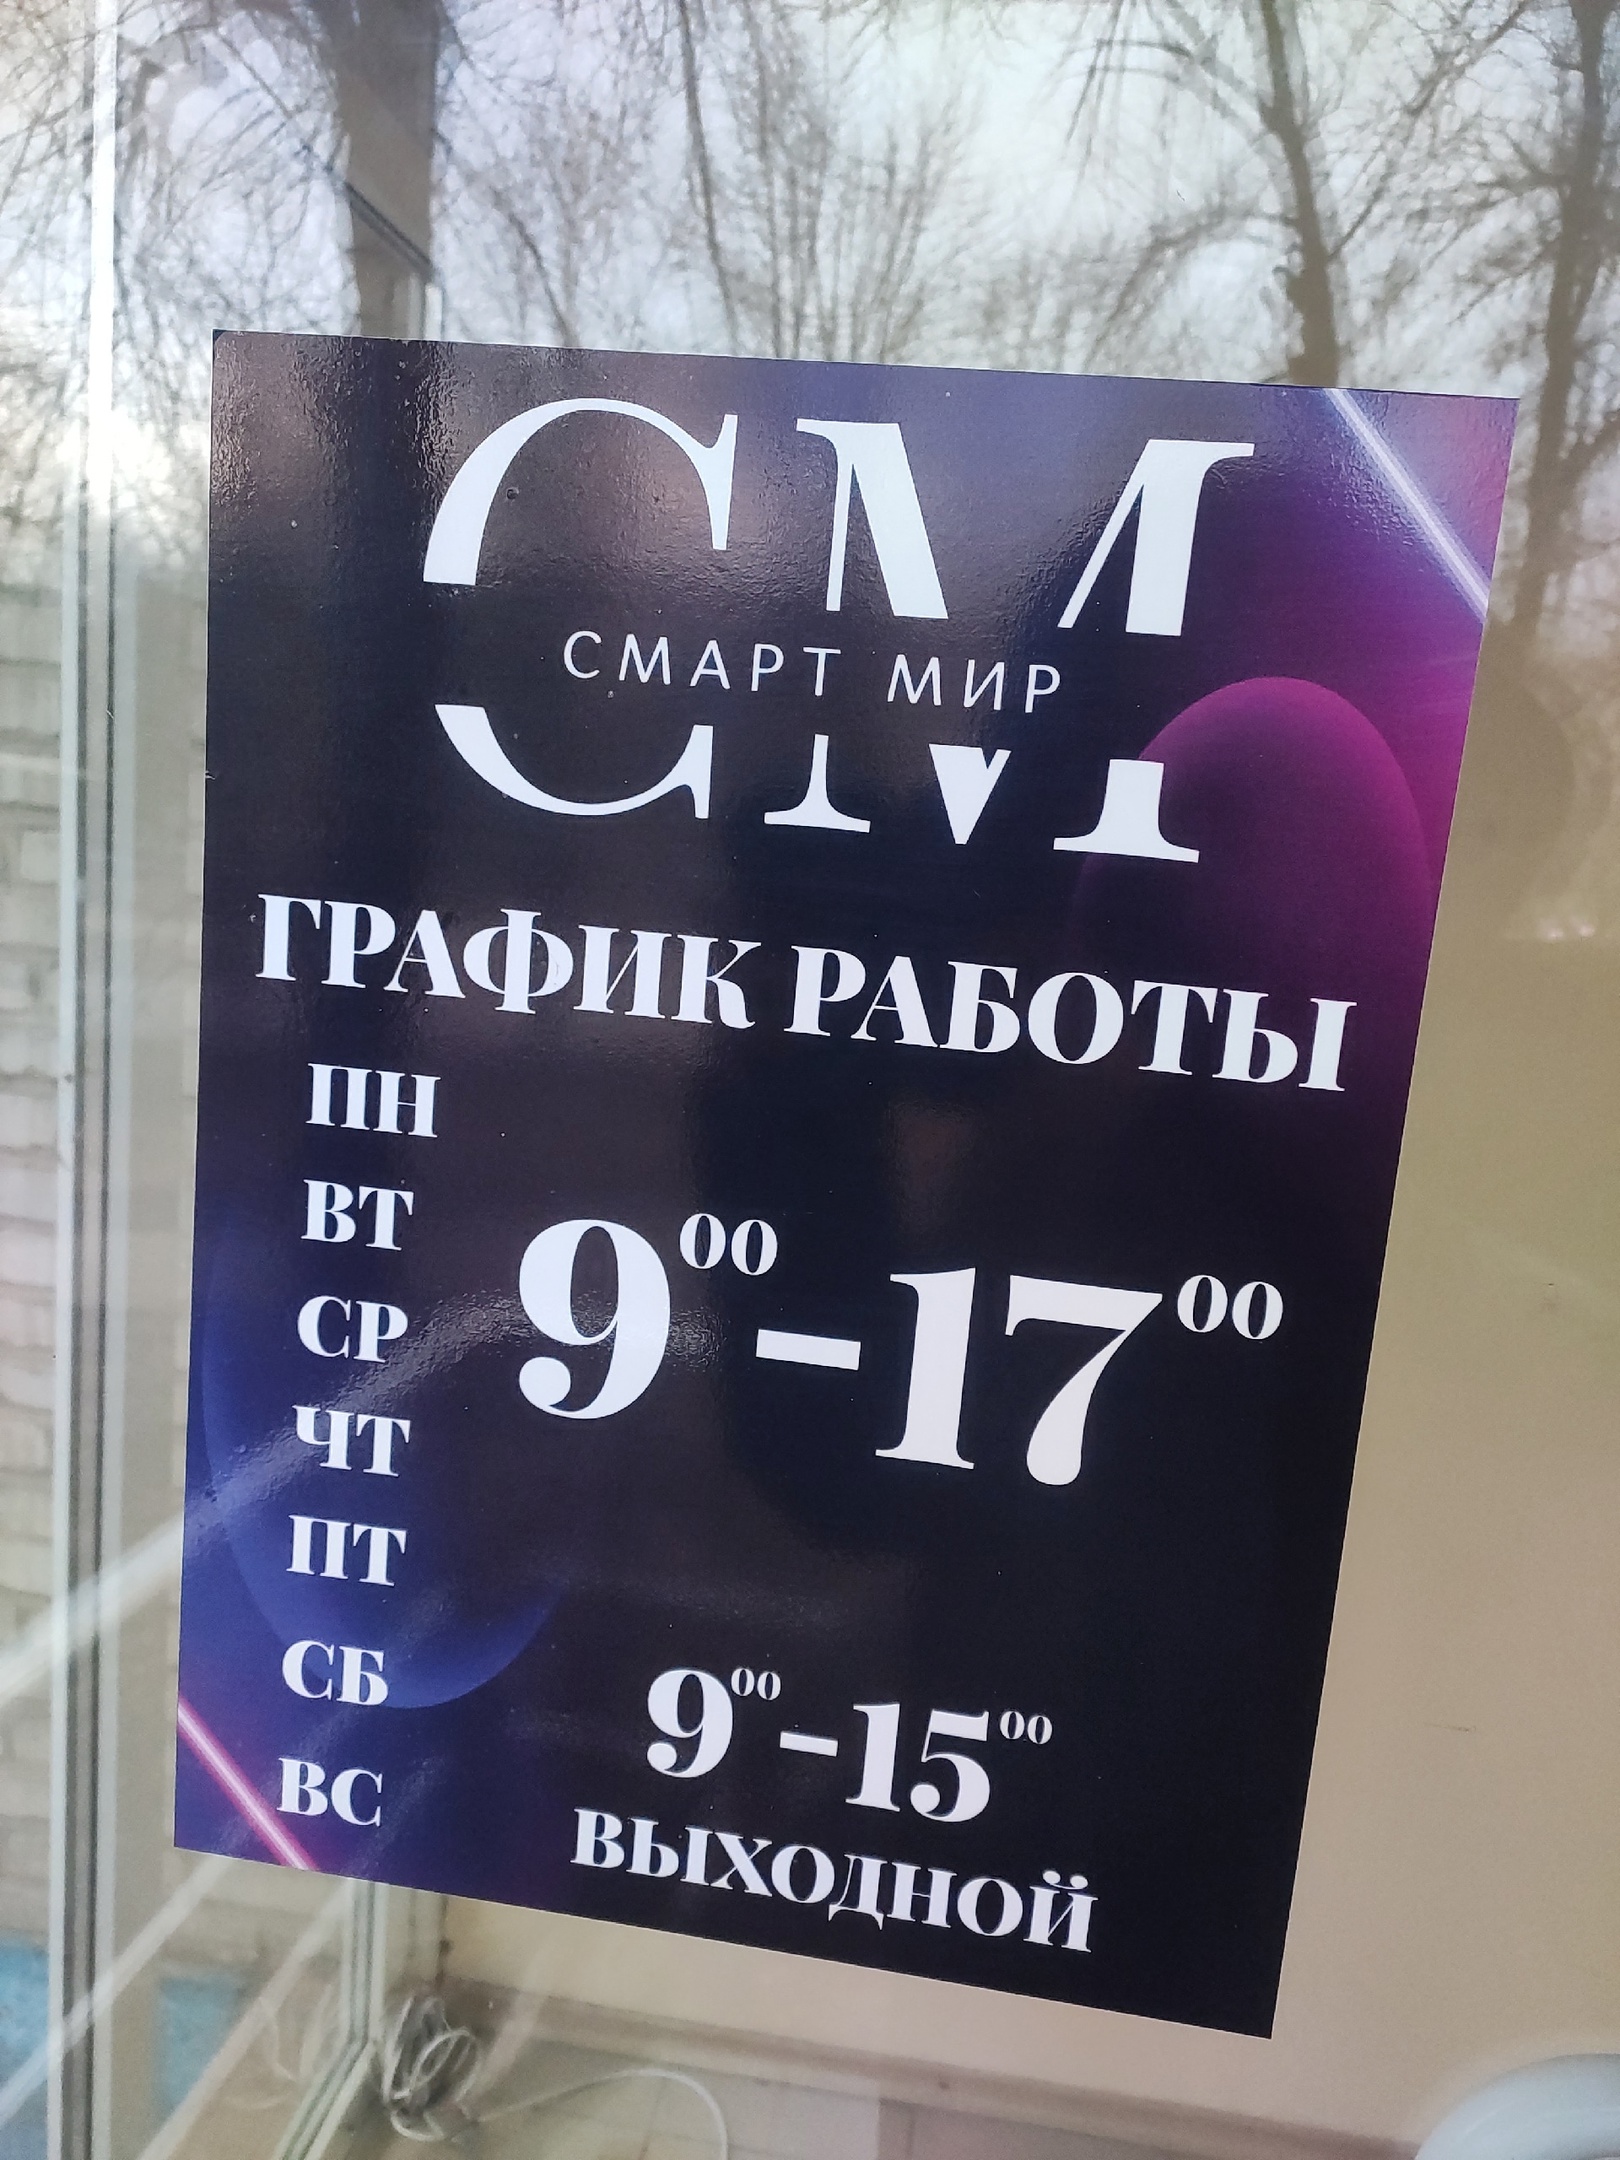 СМ
СМАРТ МИР
ГРАФИК РАБОТЫ
ПН
ВТ
СР
ЧТ
ПТ
9⁰⁰-17⁰⁰
СБ
9⁰⁰-15⁰⁰
ВС
ВЫХОДНОЙ